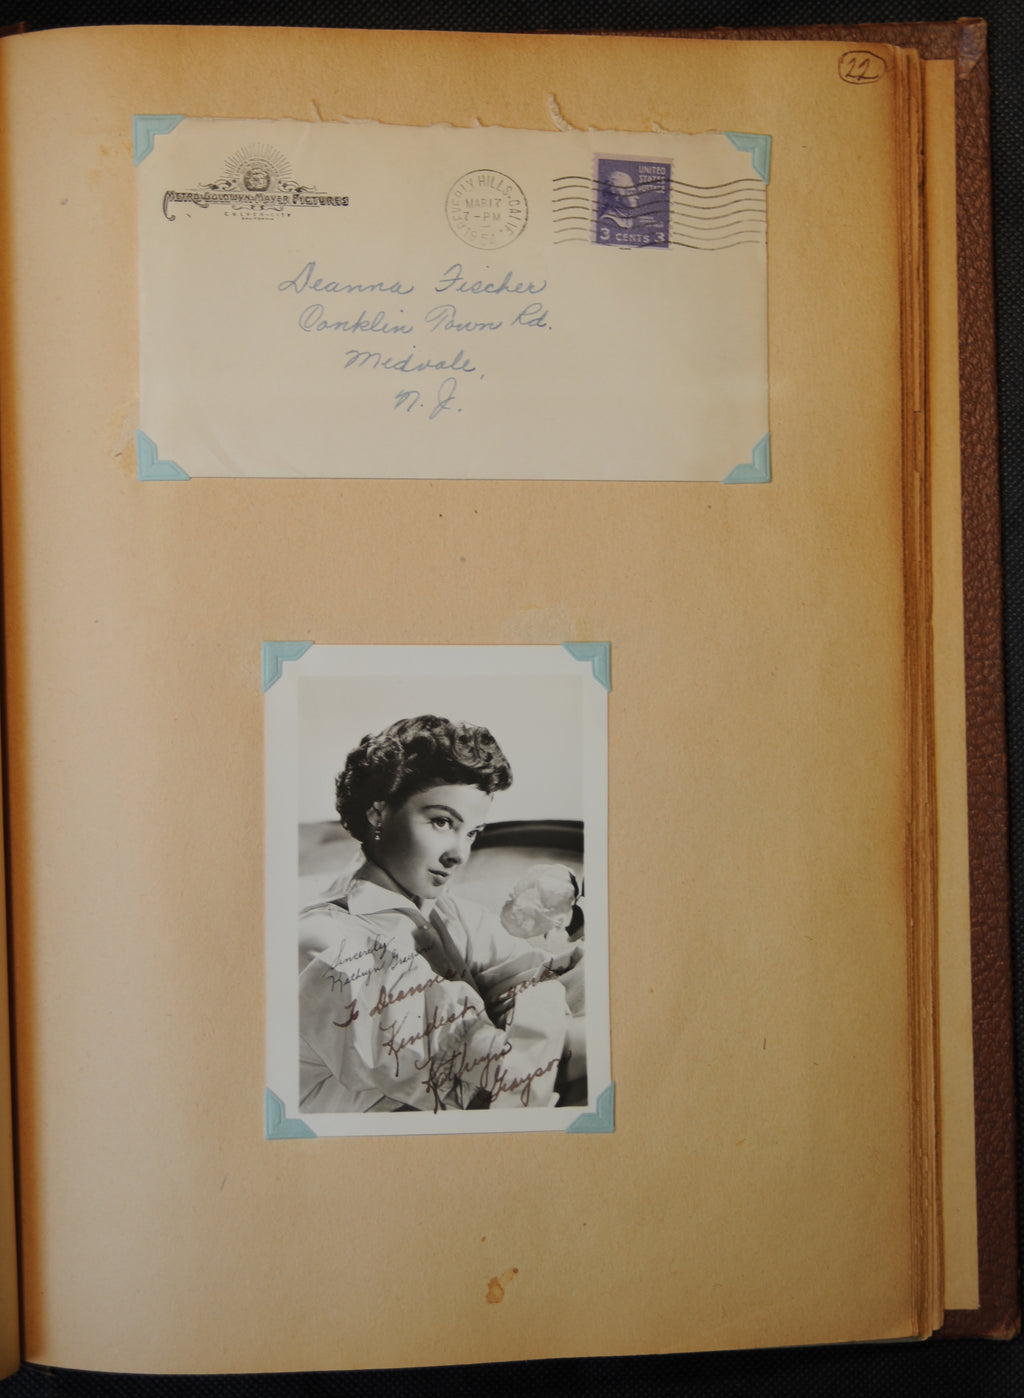 22
METRO-GOLDWYN-MAYER PICTURES
CULVER CITY
CALIFORNIA
BEVERLY HILLS, CALIF.
MAR 17
7 - PM
UNITED
STATES
POSTAGE
3 CENTS 3
Deanna Fischer
Conklin Town Rd.
Midvale,
N. J.
Sincerely
Kathryn Grayson
To Deanna,
Kindest
Kathryn
Grayson